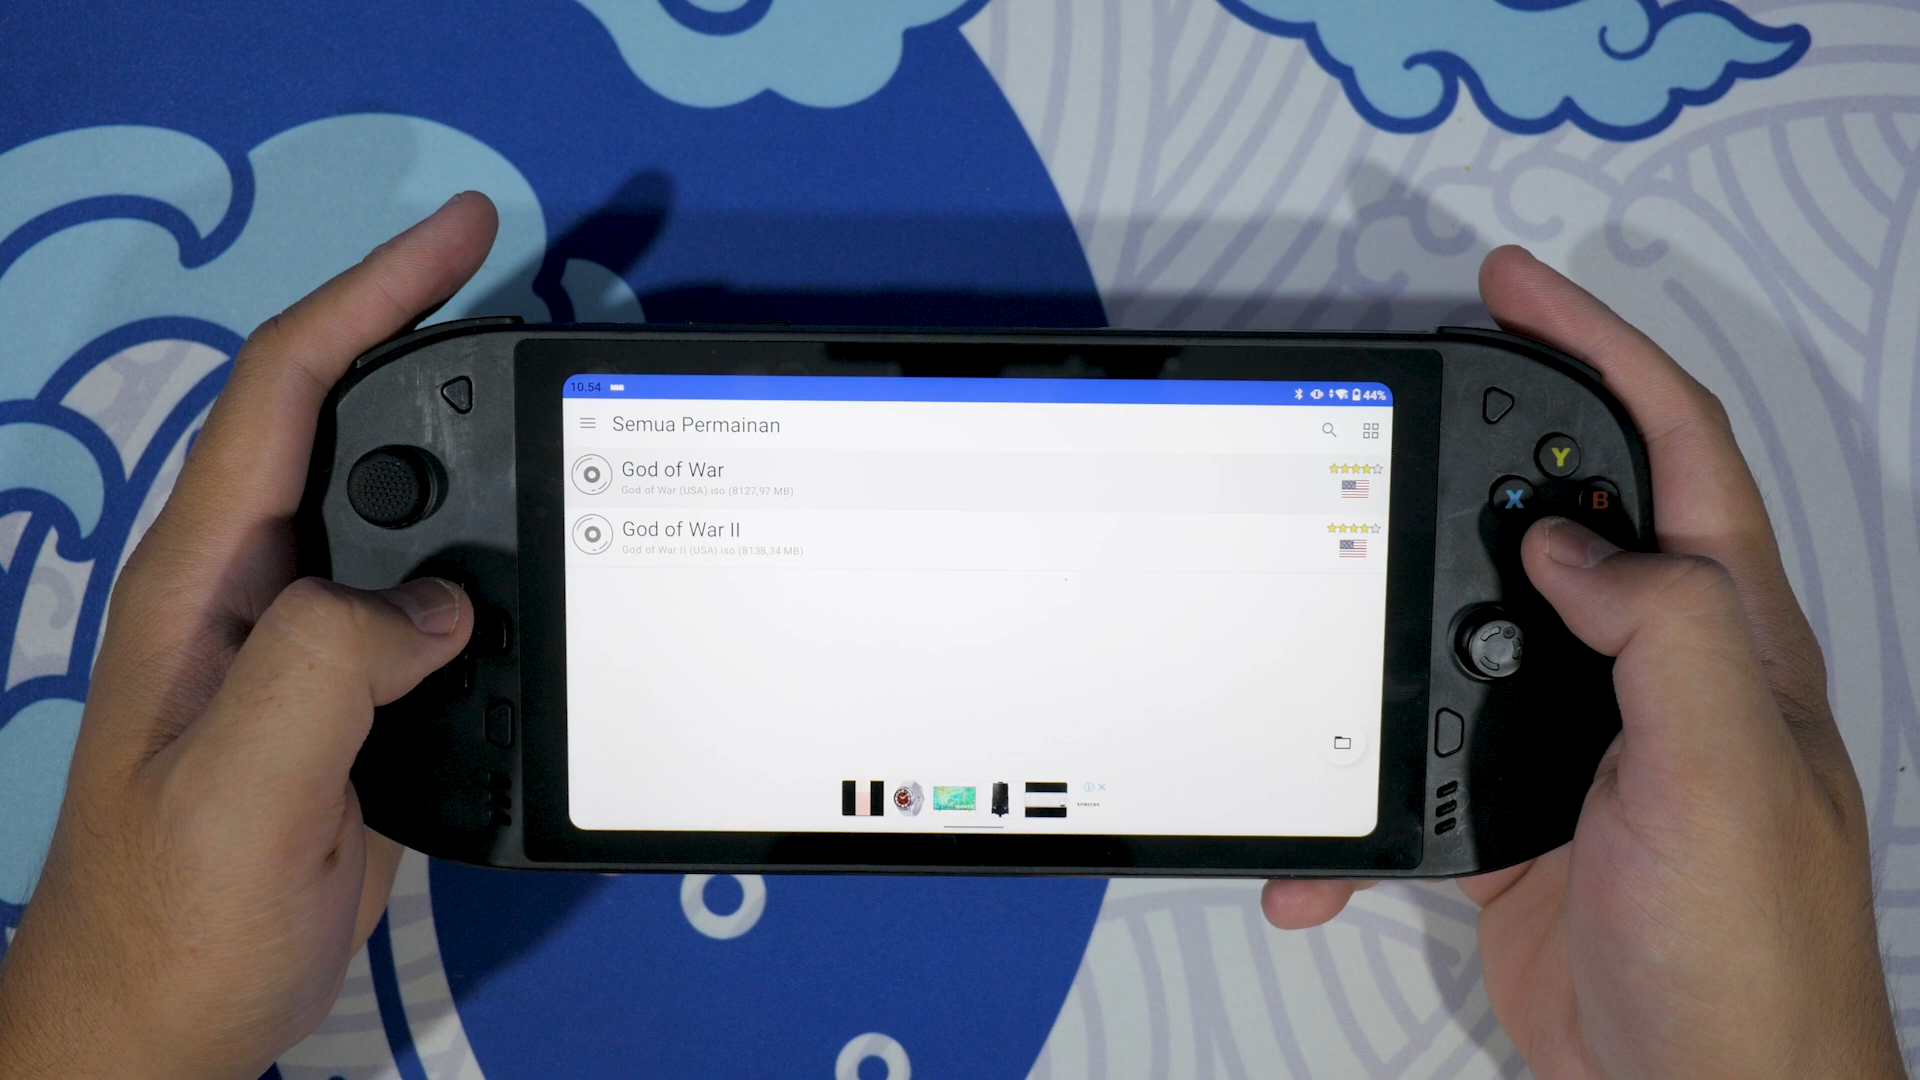 10.54
44%
Semua Permainan
God of War
God of War (USA).iso (8127,97 MB)
God of War II
God of War II (USA).iso (8138,34 MB)
Y
X
B
SAMSUNG